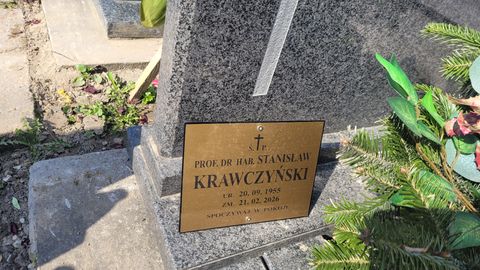 Ś. P.
PROF. DR HAB. STANISŁAW
KRAWCZYŃSKI
UR. 20.09.1955
ZM. 21.02.2026
SPOCZYWAJ W POKOJU